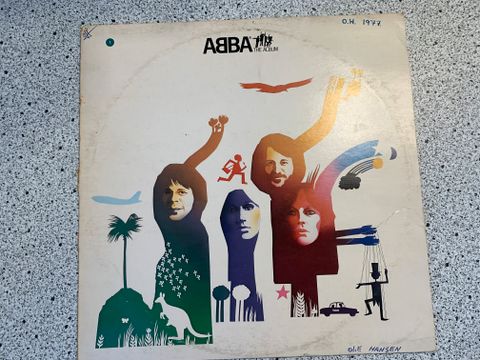 O.H. 1977
ABBA
THE ALBUM
OLE HANSEN